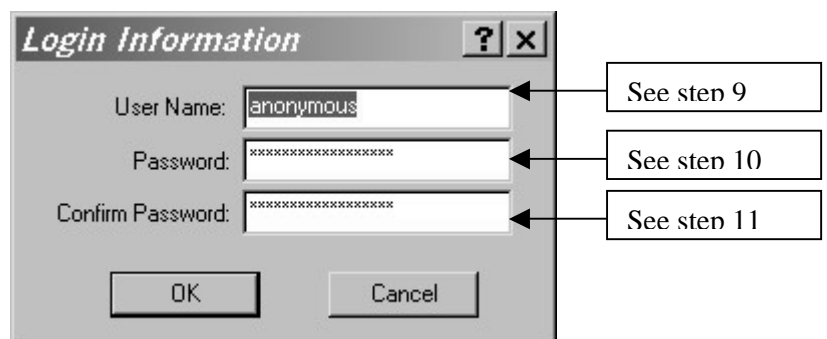 Login Information ? ×
User Name: anonymous See step 9
Password: ****************** See step 10
Confirm Password: ****************** See step 11
OK Cancel